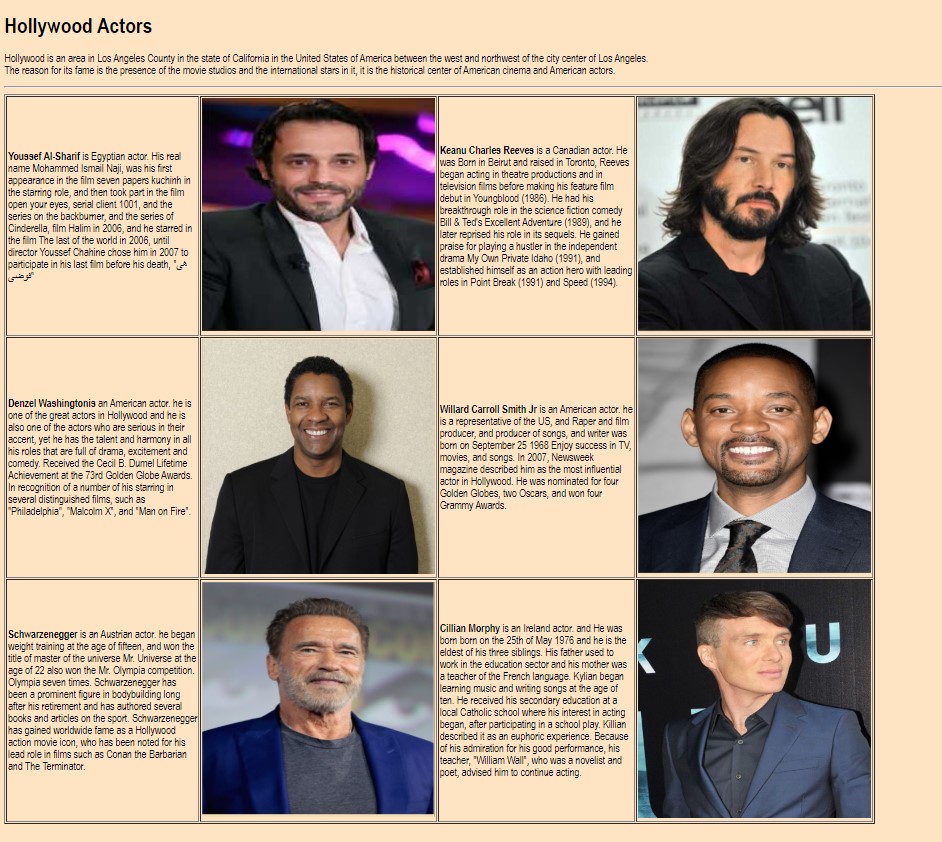 Hollywood Actors
Hollywood is an area in Los Angeles County in the state of California in the United States of America between the west and northwest of the city center of Los Angeles.
The reason for its fame is the presence of the movie studios and the international stars in it, it is the historical center of American cinema and American actors.
Youssef Al-Sharif is Egyptian actor. His real
name Mohammed Ismail Naji, was his first
appearance in the film seven papers kuchinh in
the starring role, and then took part in the film
open your eyes, serial client 1001, and the
series on the backburner, and the series of
Cinderella, film Halim in 2006, and he starred in
the film The last of the world in 2006, until
director Youssef Chahine chose him in 2007 to
participate in his last film before his death, "هي
فوضى"
Keanu Charles Reeves is a Canadian actor. He
was Born in Beirut and raised in Toronto, Reeves
began acting in theatre productions and in
television films before making his feature film
debut in Youngblood (1986). He had his
breakthrough role in the science fiction comedy
Bill & Ted's Excellent Adventure (1989), and he
later reprised his role in its sequels. He gained
praise for playing a hustler in the independent
drama My Own Private Idaho (1991), and
established himself as an action hero with leading
roles in Point Break (1991) and Speed (1994).
ell
Denzel Washingtonis an American actor. he is
one of the great actors in Hollywood and he is
also one of the actors who are serious in their
accent, yet he has the talent and harmony in all
his roles that are full of drama, excitement and
comedy. Received the Cecil B. Dumel Lifetime
Achievement at the 73rd Golden Globe Awards.
In recognition of a number of his starring in
several distinguished films, such as
"Philadelphia", "Malcolm X", and "Man on Fire".
Willard Carroll Smith Jr is an American actor. he
is a representative of the US, and Raper and film
producer, and producer of songs, and writer was
born on September 25 1968 Enjoy success in TV,
movies, and songs. In 2007, Newsweek
magazine described him as the most influential
actor in Hollywood. He was nominated for four
Golden Globes, two Oscars, and won four
Grammy Awards.
Schwarzenegger is an Austrian actor. he began
weight training at the age of fifteen, and won the
title of master of the universe Mr. Universe at the
age of 22 also won the Mr. Olympia competition.
Olympia seven times. Schwarzenegger has
been a prominent figure in bodybuilding long
after his retirement and has authored several
books and articles on the sport. Schwarzenegger
has gained worldwide fame as a Hollywood
action movie icon, who has been noted for his
lead role in films such as Conan the Barbarian
and The Terminator.
Cillian Morphy is an Ireland actor. and He was
born born on the 25th of May 1976 and he is the
eldest of his three siblings. His father used to
work in the education sector and his mother was
a teacher of the French language. Kylian began
learning music and writing songs at the age of
ten. He received his secondary education at a
local Catholic school where his interest in acting
began, after participating in a school play. Killian
described it as an euphoric experience. Because
of his admiration for his good performance, his
teacher, "William Wall", who was a novelist and
poet, advised him to continue acting.
K U